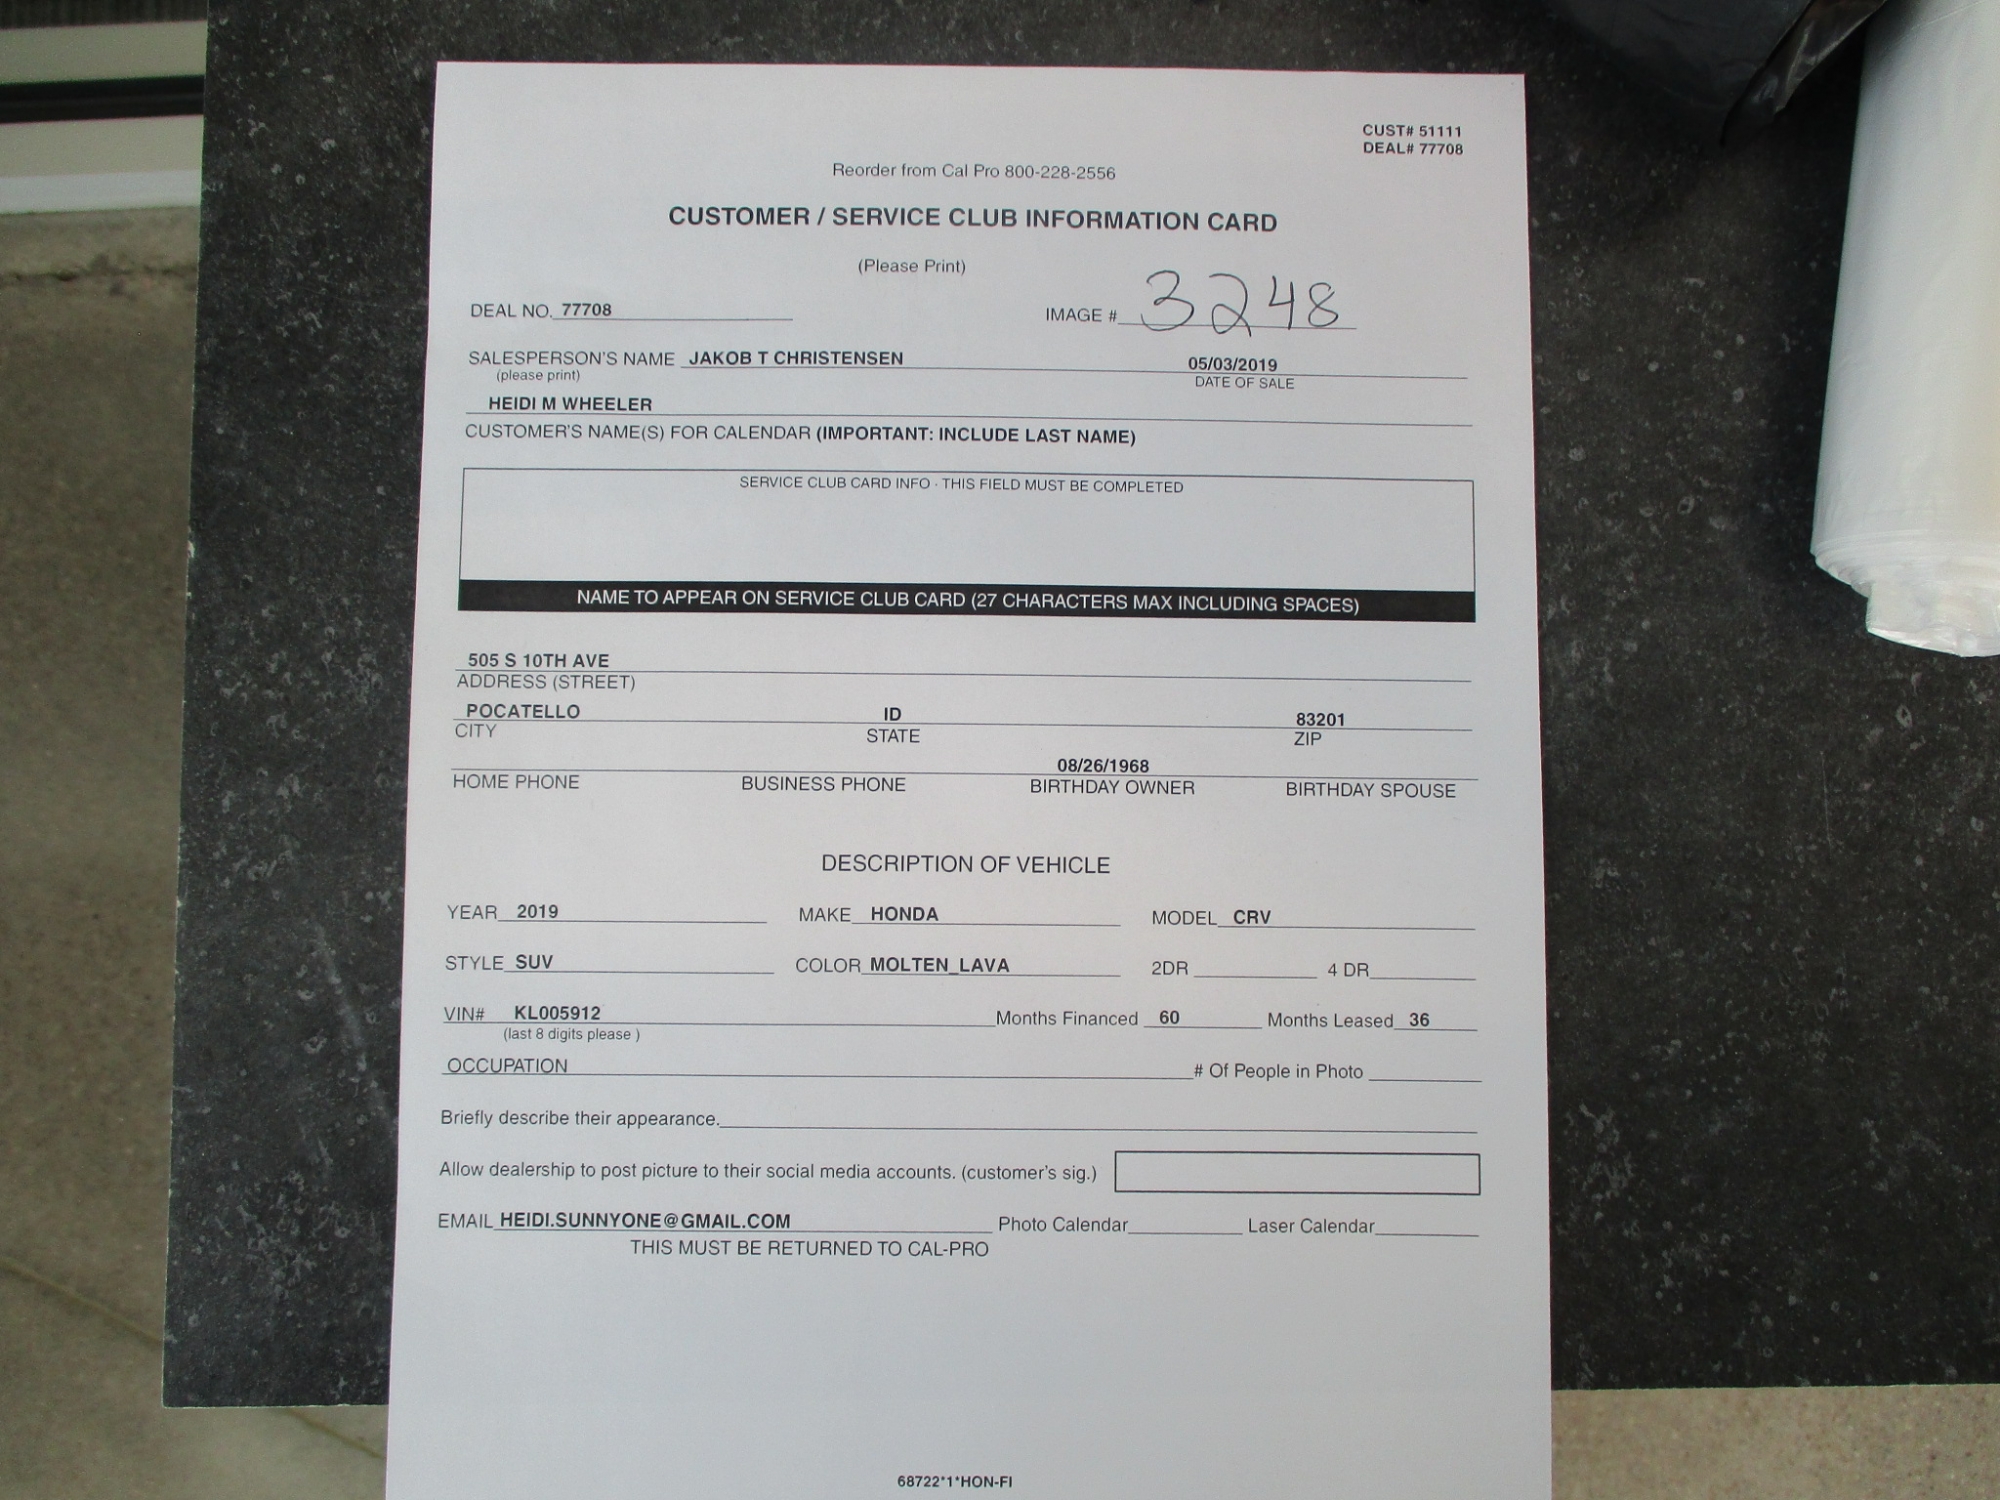 CUST# 51111
DEAL# 77708
Reorder from Cal Pro 800-228-2556
CUSTOMER / SERVICE CLUB INFORMATION CARD
(Please Print)
DEAL NO. 77708 IMAGE # 3248
SALESPERSON'S NAME JAKOB T CHRISTENSEN 05/03/2019
(please print) DATE OF SALE
HEIDI M WHEELER
CUSTOMER'S NAME(S) FOR CALENDAR (IMPORTANT: INCLUDE LAST NAME)
SERVICE CLUB CARD INFO - THIS FIELD MUST BE COMPLETED
NAME TO APPEAR ON SERVICE CLUB CARD (27 CHARACTERS MAX INCLUDING SPACES)
505 S 10TH AVE
ADDRESS (STREET)
POCATELLO ID 83201
CITY STATE ZIP
08/26/1968
HOME PHONE BUSINESS PHONE BIRTHDAY OWNER BIRTHDAY SPOUSE
DESCRIPTION OF VEHICLE
YEAR 2019 MAKE HONDA MODEL CRV
STYLE SUV COLOR MOLTEN_LAVA 2DR 4 DR
VIN# KL005912 Months Financed 60 Months Leased 36
(last 8 digits please )
OCCUPATION # Of People in Photo
Briefly describe their appearance.
Allow dealership to post picture to their social media accounts. (customer's sig.)
EMAIL HEIDI.SUNNYONE@GMAIL.COM Photo Calendar Laser Calendar
THIS MUST BE RETURNED TO CAL-PRO
68722*1*HON-FI